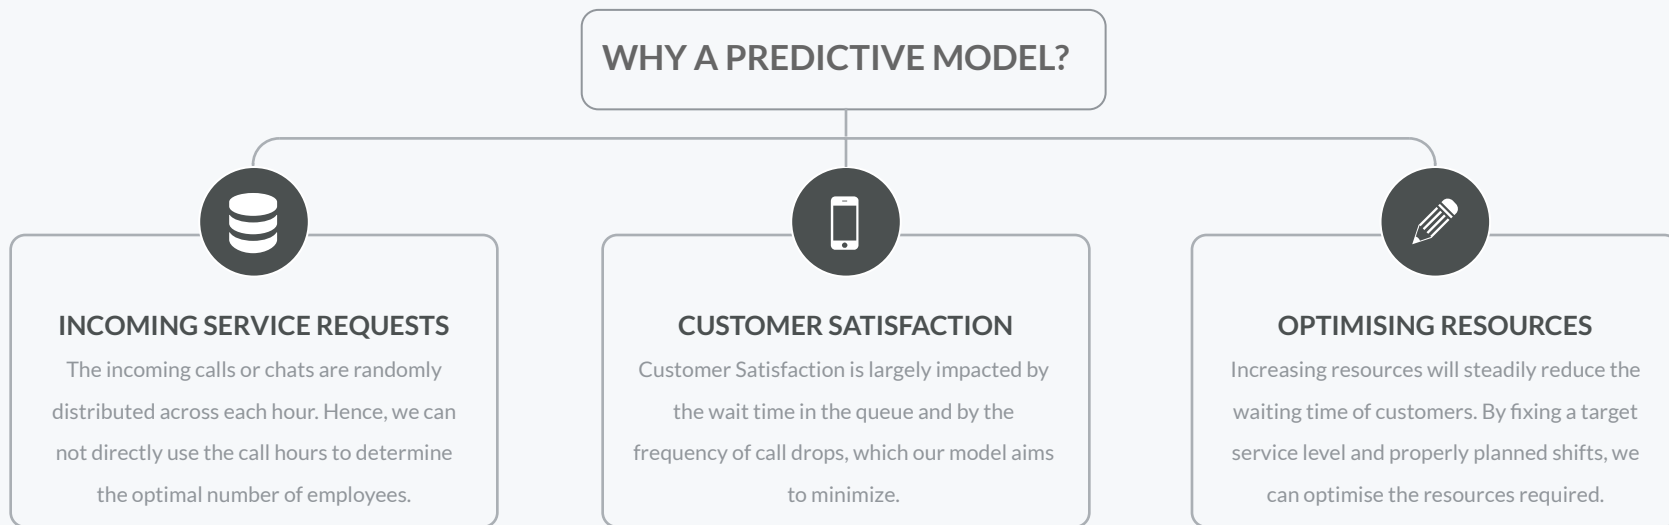 WHY A PREDICTIVE MODEL?
INCOMING SERVICE REQUESTS
The incoming calls or chats are randomly
distributed across each hour. Hence, we can
not directly use the call hours to determine
the optimal number of employees.
CUSTOMER SATISFACTION
Customer Satisfaction is largely impacted by
the wait time in the queue and by the
frequency of call drops, which our model aims
to minimize.
OPTIMISING RESOURCES
Increasing resources will steadily reduce the
waiting time of customers. By fixing a target
service level and properly planned shifts, we
can optimise the resources required.